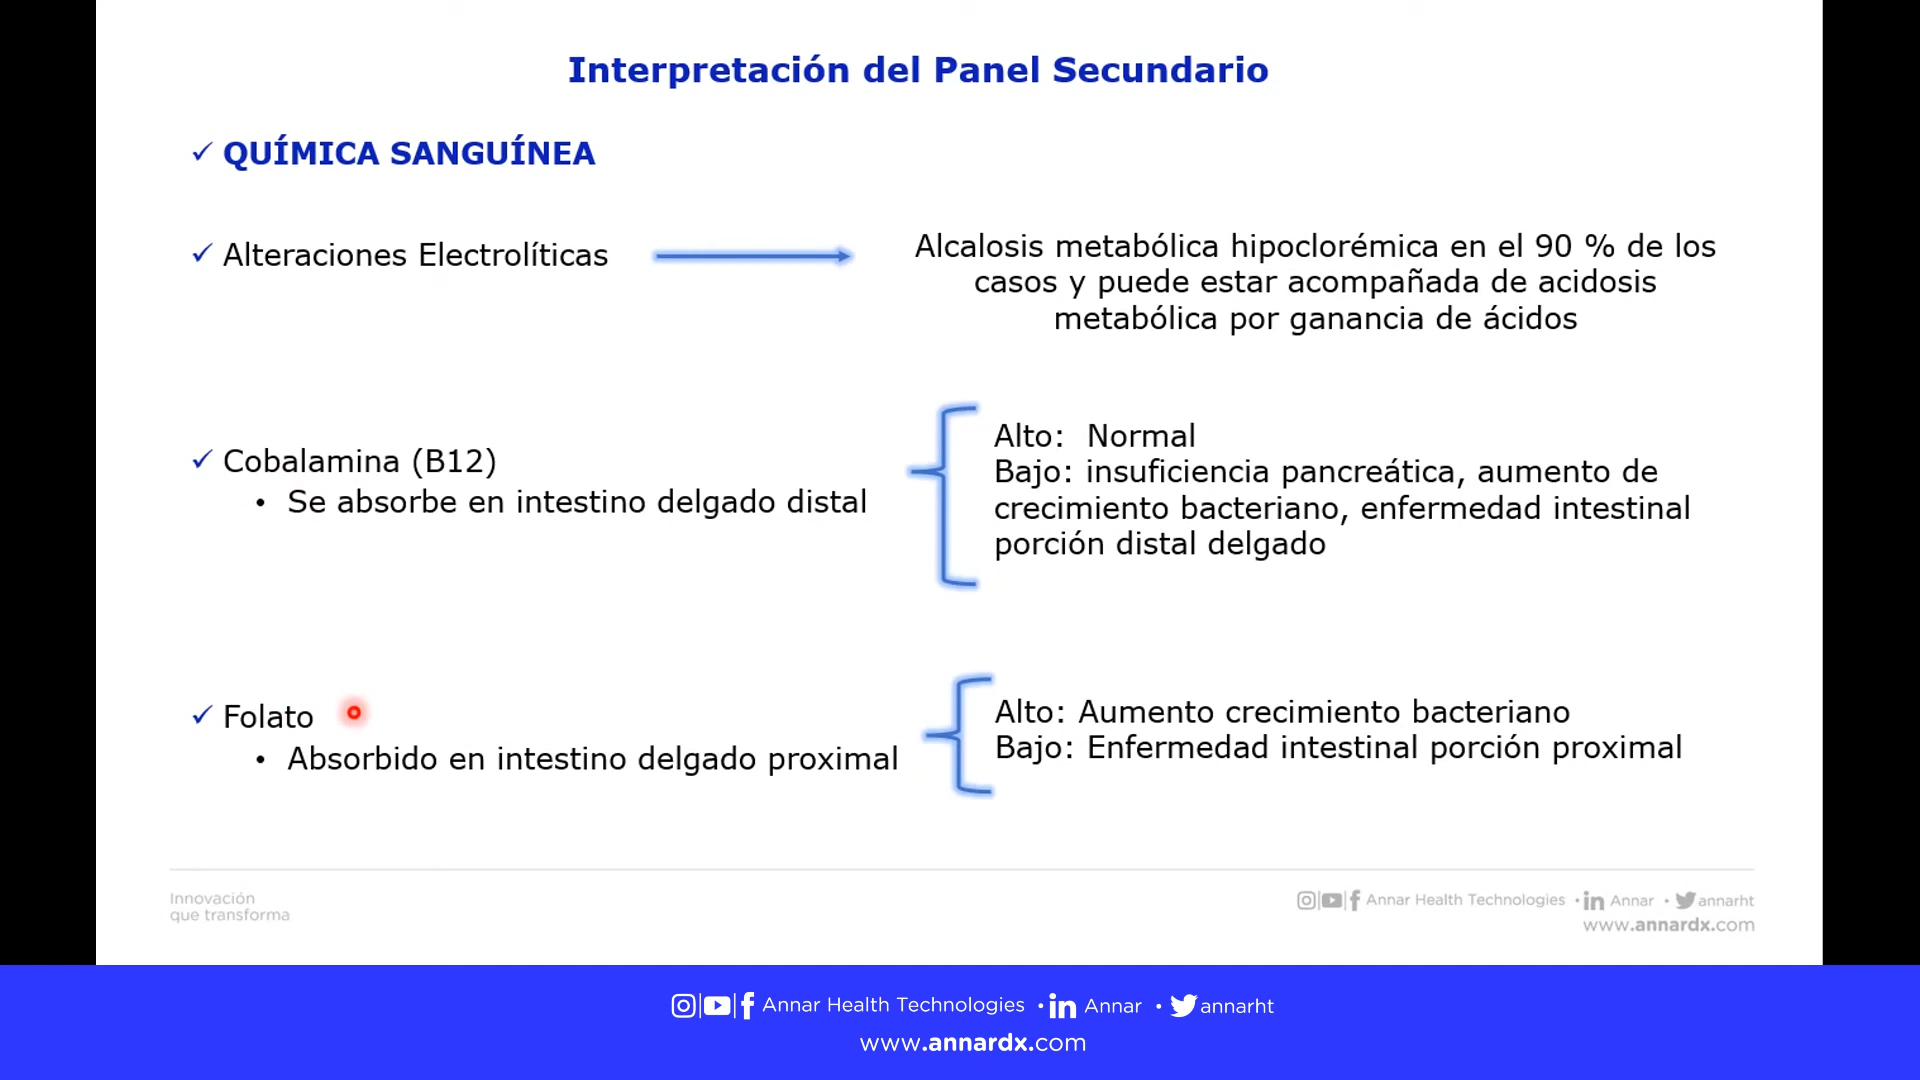 Interpretación del Panel Secundario
✓ QUÍMICA SANGUÍNEA
✓ Alteraciones Electrolíticas
Alcalosis metabólica hipoclorémica en el 90 % de los
casos y puede estar acompañada de acidosis
metabólica por ganancia de ácidos
✓ Cobalamina (B12)
• Se absorbe en intestino delgado distal
Alto: Normal
Bajo: insuficiencia pancreática, aumento de
crecimiento bacteriano, enfermedad intestinal
porción distal delgado
✓ Folato
• Absorbido en intestino delgado proximal
Alto: Aumento crecimiento bacteriano
Bajo: Enfermedad intestinal porción proximal
Innovación
que transforma
Annar Health Technologies • in Annar • annarht
www.annardx.com
Annar Health Technologies • in Annar • annarht
www.annardx.com